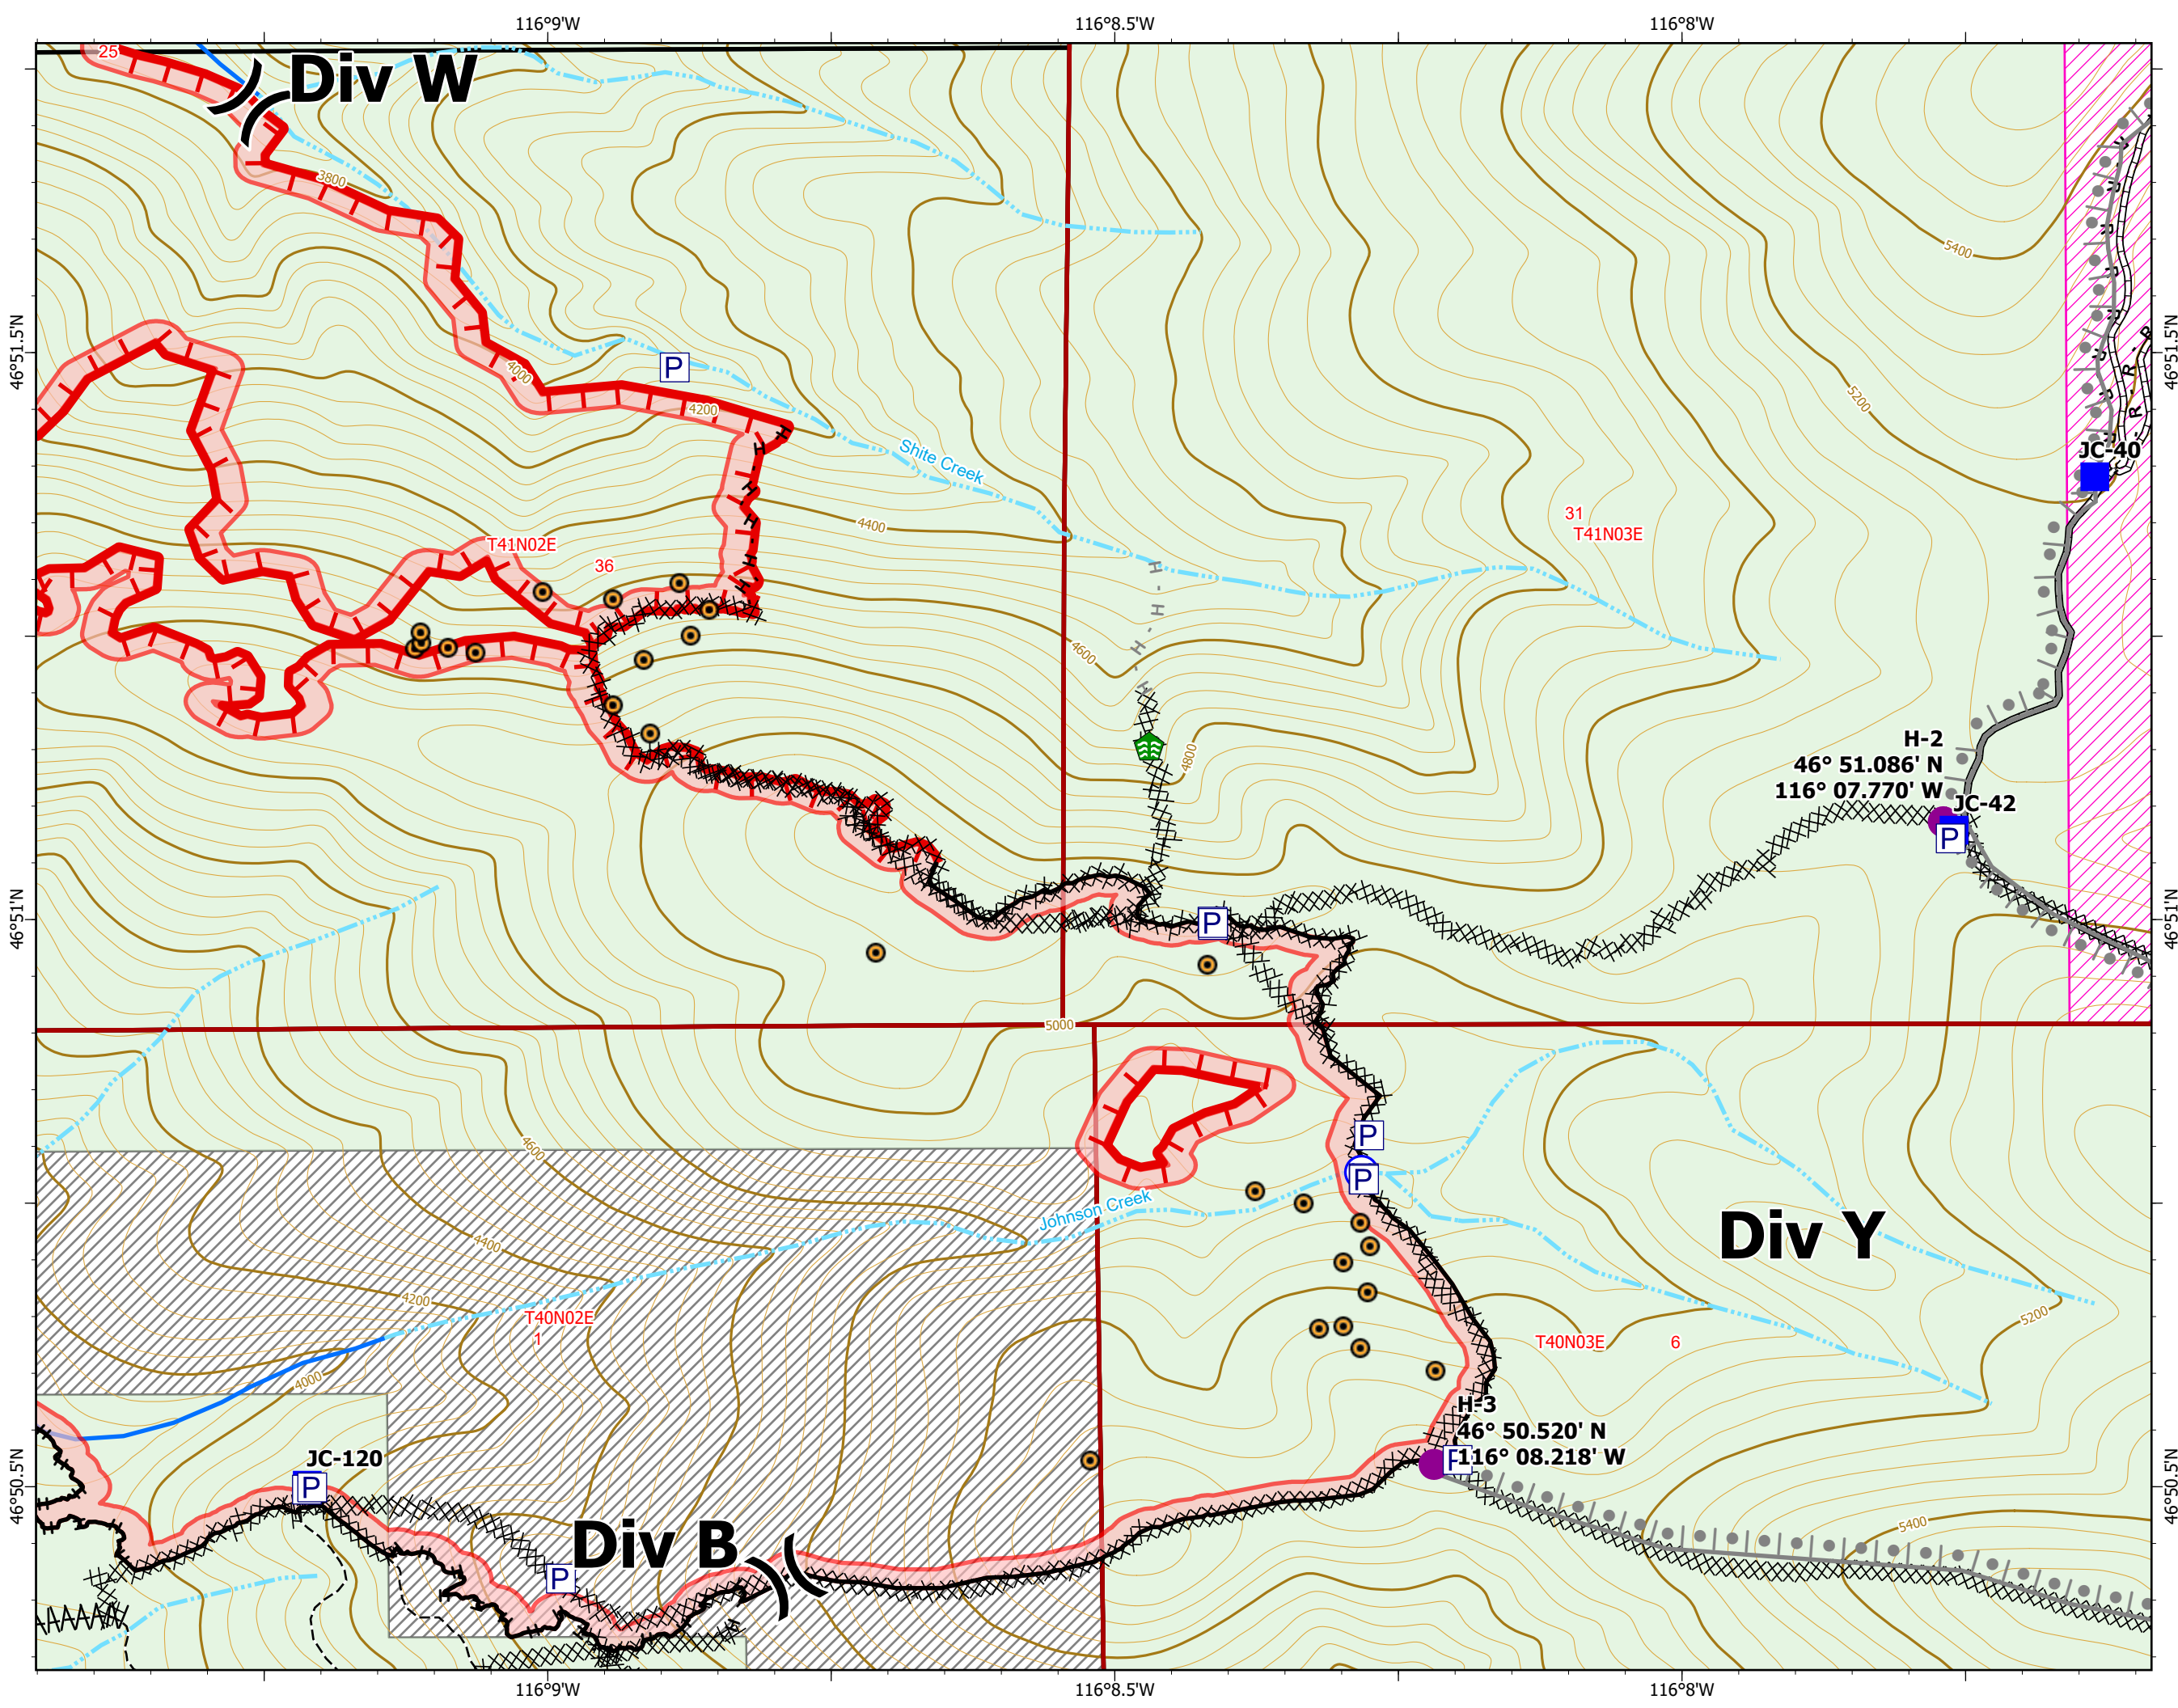 116°9'W
116°8.5'W
116°8'W
25
Div W
3800
5400
46°51.5'N
46°51.5'N
4000
P
4200
5200
H
H
H
H
H
H
R - R - R
Shite Creek
JC-40
31
T41N03E
4400
T41N02E
36
H - H - H - H
4600
4800
H-2
46° 51.086' N
116° 07.770' W
JC-42
P
46°51'N
46°51'N
P
5000
P
P
4600
Johnson Creek
4400
Div Y
4200
T40N02E
1
5200
T40N03E
6
4000
H-3
46° 50.520' N
116° 08.218' W
P
JC-120
P
46°50.5'N
46°50.5'N
5400
Div B
P
116°9'W
116°8.5'W
116°8'W